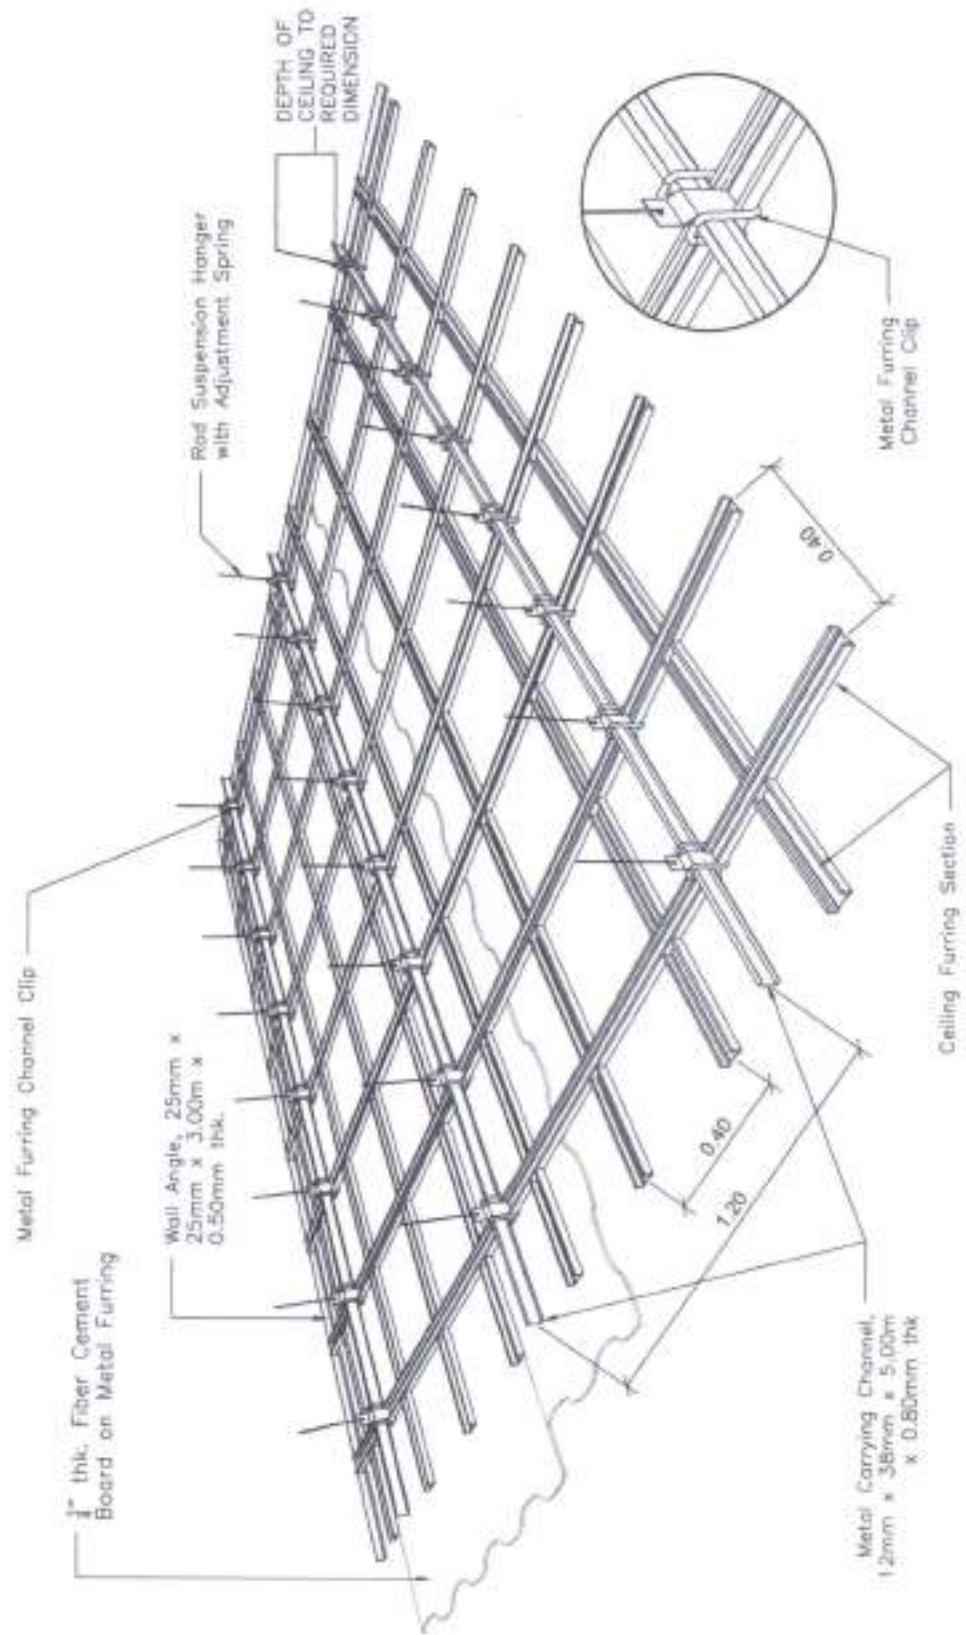 1/4" thk. Fiber Cement
Board on Metal Furring
Metal Furring Channel Clip
Wall Angle, 25mm x
25mm x 3.00m x
0.50mm thk.
Rod Suspension Hanger
with Adjustment Spring
DEPTH OF
CEILING TO
REQUIRED
DIMENSION
Metal Furring
Channel Clip
0.40
0.40
1.20
Metal Carrying Channel,
12mm x 38mm x 5.00m
x 0.80mm thk
Ceiling Furring Section